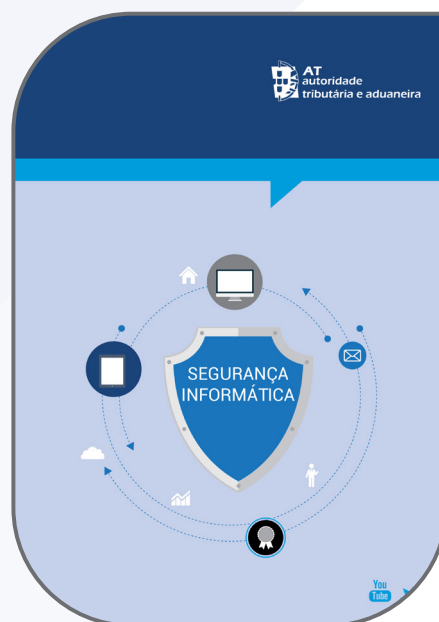 AT
autoridade
tributária e aduaneira
SEGURANÇA
INFORMÁTICA
You
Tube